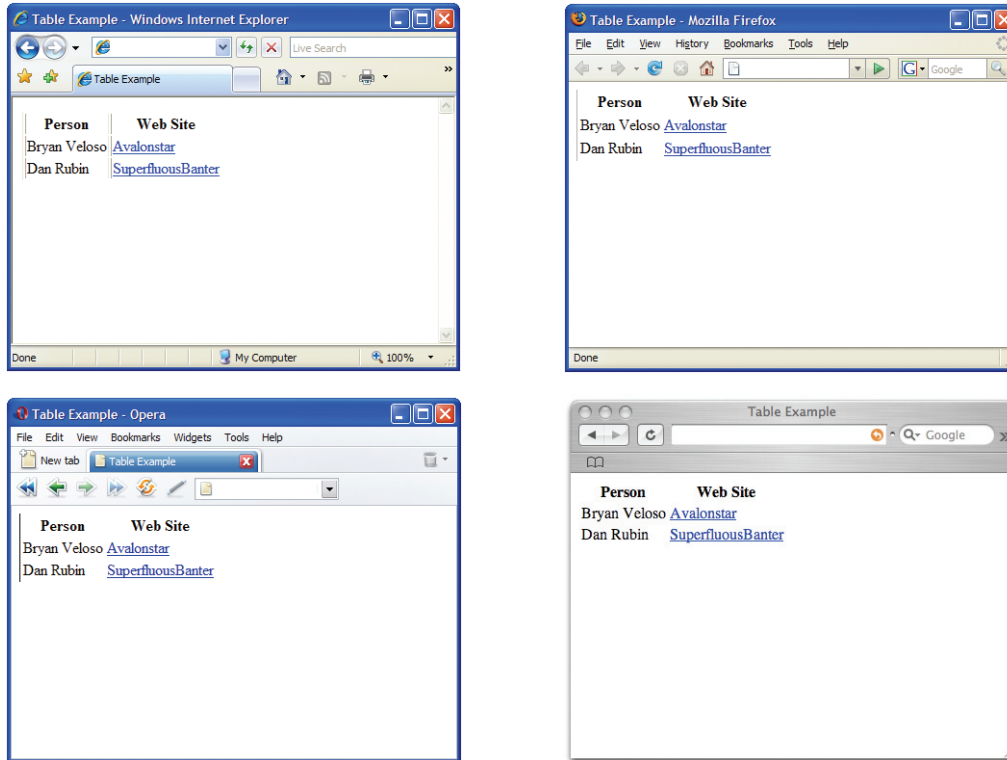 Table Example - Windows Internet Explorer
Live Search
Table Example
»
Person Web Site
Bryan Veloso Avalonstar
Dan Rubin SuperfluousBanter
Done My Computer 100%
Table Example - Mozilla Firefox
File Edit View History Bookmarks Tools Help
G Google
Person Web Site
Bryan Veloso Avalonstar
Dan Rubin SuperfluousBanter
Done
Table Example - Opera
File Edit View Bookmarks Widgets Tools Help
New tab Table Example
Person Web Site
Bryan Veloso Avalonstar
Dan Rubin SuperfluousBanter
Table Example
Google »
Person Web Site
Bryan Veloso Avalonstar
Dan Rubin SuperfluousBanter